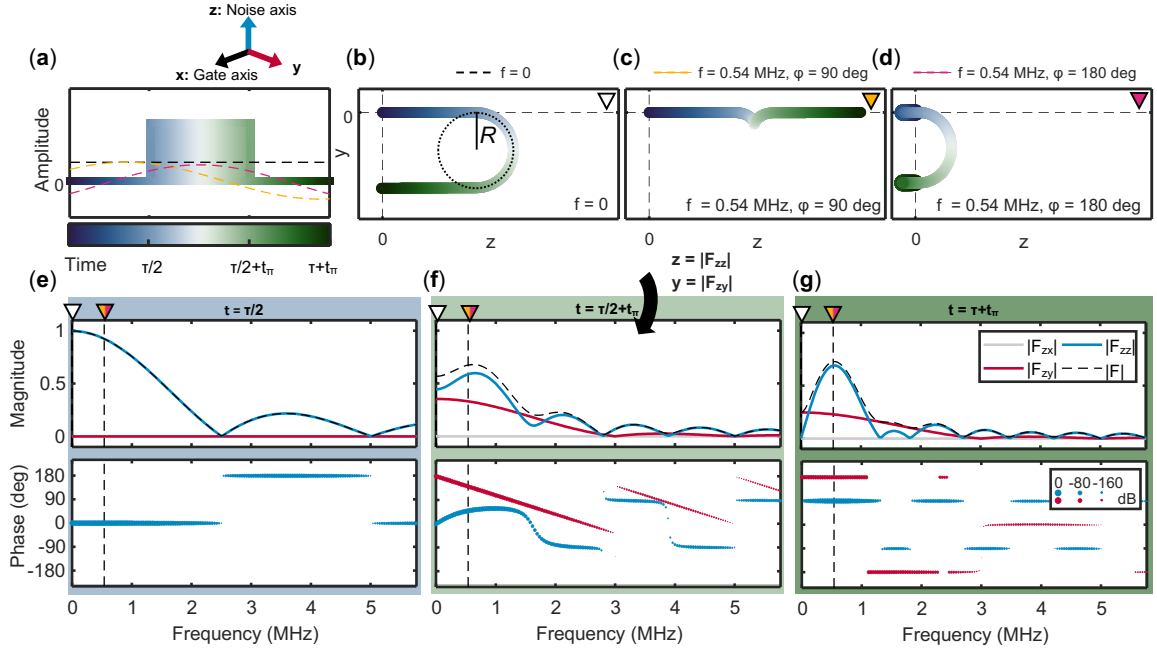 z: Noise axis
(a)
x: Gate axis
y
Amplitude
0
Time
τ/2
τ/2+tπ
τ+tπ
(b)
f = 0
0
y
R
f = 0
0
z
(c)
f = 0.54 MHz, φ = 90 deg
f = 0.54 MHz, φ = 90 deg
0
z
(d)
f = 0.54 MHz, φ = 180 deg
f = 0.54 MHz, φ = 180 deg
0
z
z = |Fzz|
y = |Fzy|
(e)
t = τ/2
1
0.5
0
Magnitude
180
90
0
-90
-180
Phase (deg)
0 1 2 3 4 5
Frequency (MHz)
(f)
t = τ/2+tπ
0 1 2 3 4 5
Frequency (MHz)
(g)
t = τ+tπ
|Fzx| |Fzz|
|Fzy| |F|
0 -80 -160
dB
0 1 2 3 4 5
Frequency (MHz)